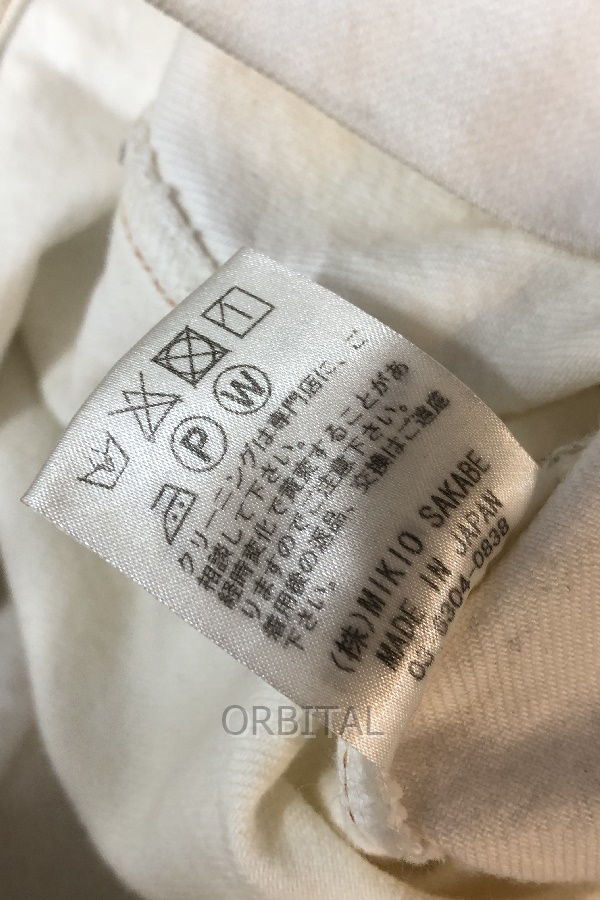 P W
クリーニングは専門店に、ご
相談して下さい。
経時変化で黄変することがあ
りますのでご注意下さい。
着用後の返品、交換はご遠慮
下さい。
(株)MIKIO SAKABE
MADE IN JAPAN
03-6304-0838
ORBITAL